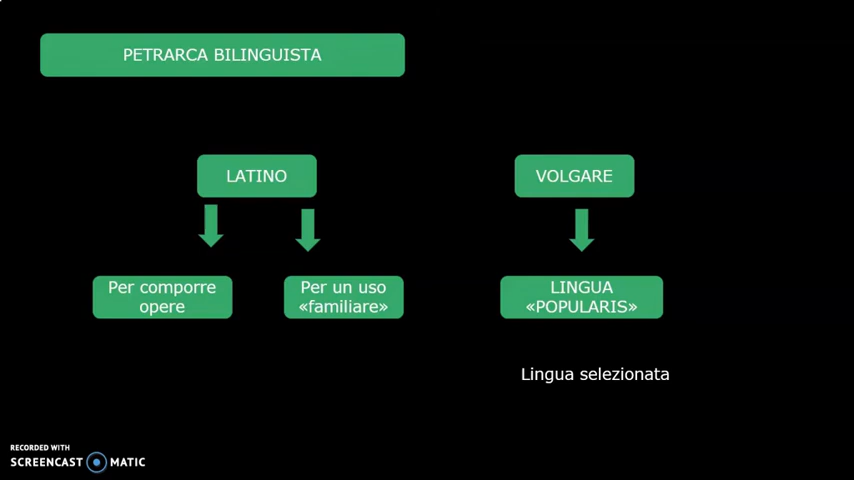 PETRARCA BILINGUISTA
LATINO
VOLGARE
Per comporre
opere
Per un uso
«familiare»
LINGUA
«POPULARIS»
Lingua selezionata
RECORDED WITH
SCREENCAST MATIC